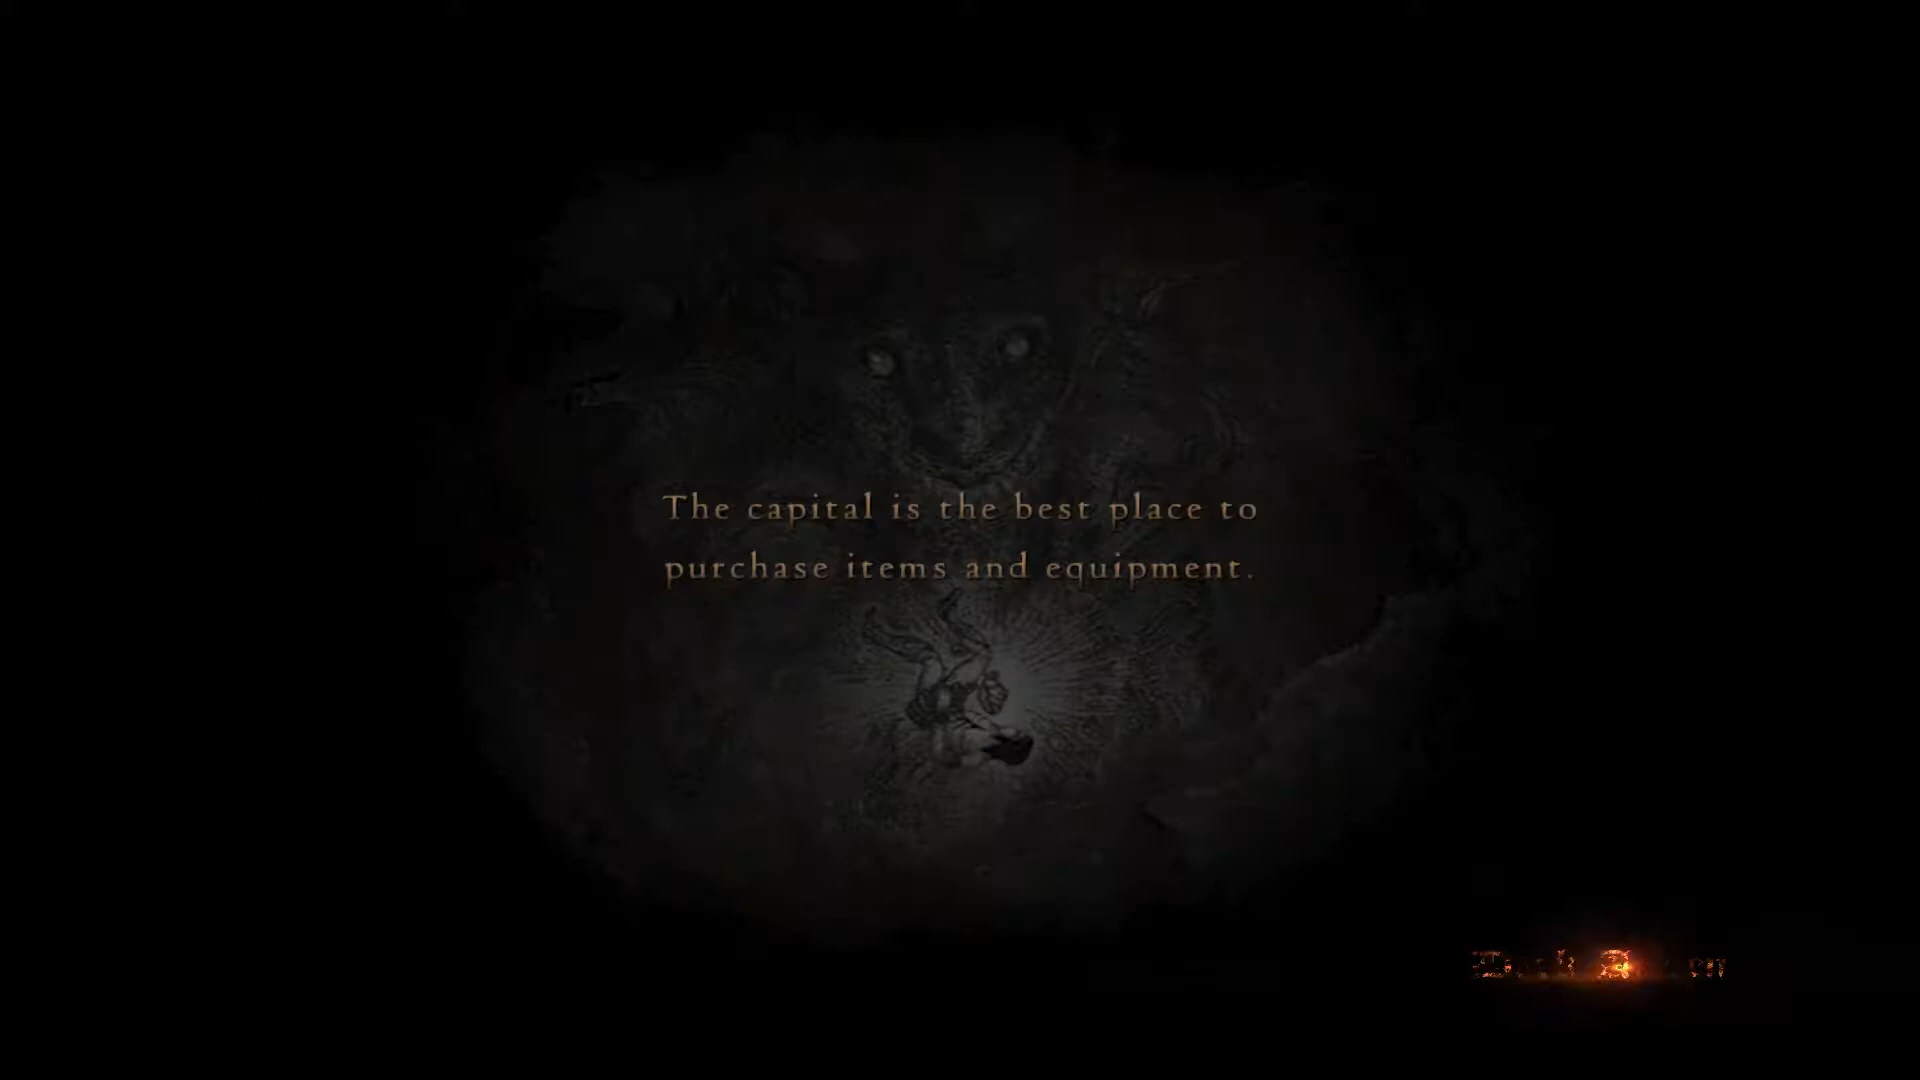 The capital is the best place to
purchase items and equipment.